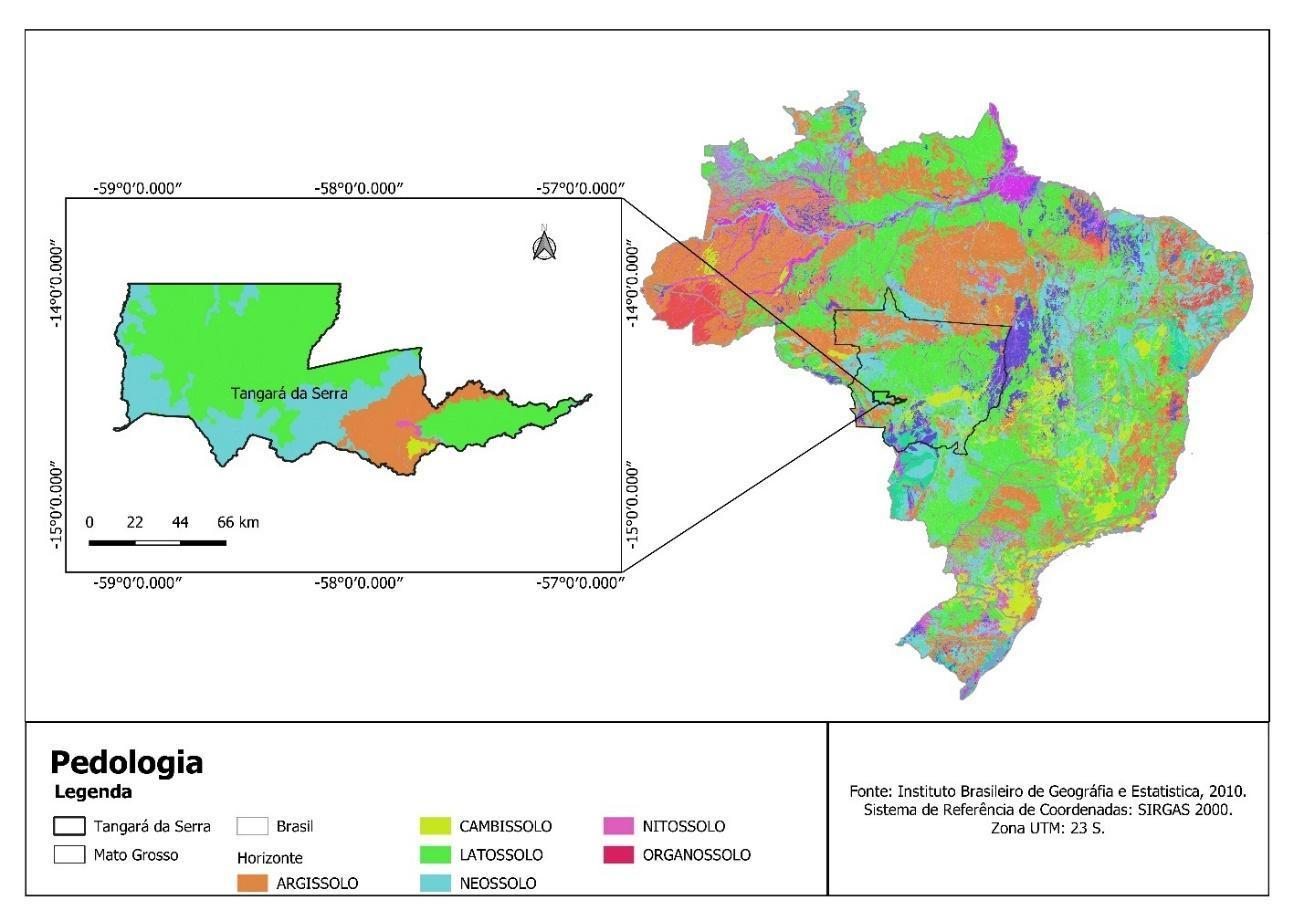 -59°0'0.000” -58°0'0.000” -57°0'0.000”
N
-14°0'0.000” -14°0'0.000”
Tangará da Serra
-15°0'0.000” -15°0'0.000”
0 22 44 66 km
-59°0'0.000” -58°0'0.000” -57°0'0.000”
Pedologia
Legenda
Tangará da Serra
Mato Grosso
Brasil
Horizonte
ARGISSOLO
CAMBISSOLO
LATOSSOLO
NEOSSOLO
NITOSSOLO
ORGANOSSOLO
Fonte: Instituto Brasileiro de Geográfia e Estatistica, 2010.
Sistema de Referência de Coordenadas: SIRGAS 2000.
Zona UTM: 23 S.